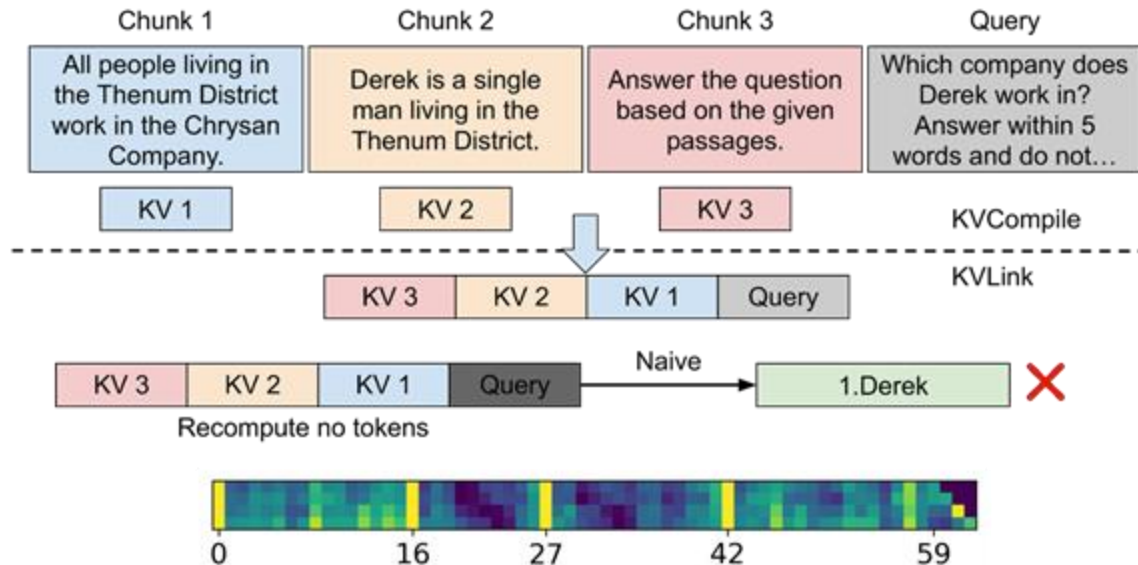 Chunk 1
Chunk 2
Chunk 3
Query
All people living in
the Thenum District
work in the Chrysan
Company.
Derek is a single
man living in the
Thenum District.
Answer the question
based on the given
passages.
Which company does
Derek work in?
Answer within 5
words and do not…
KV 1
KV 2
KV 3
KVCompile
KVLink
KV 3
KV 2
KV 1
Query
KV 3
KV 2
KV 1
Query
Naive
1.Derek
Recompute no tokens
0
16
27
42
59